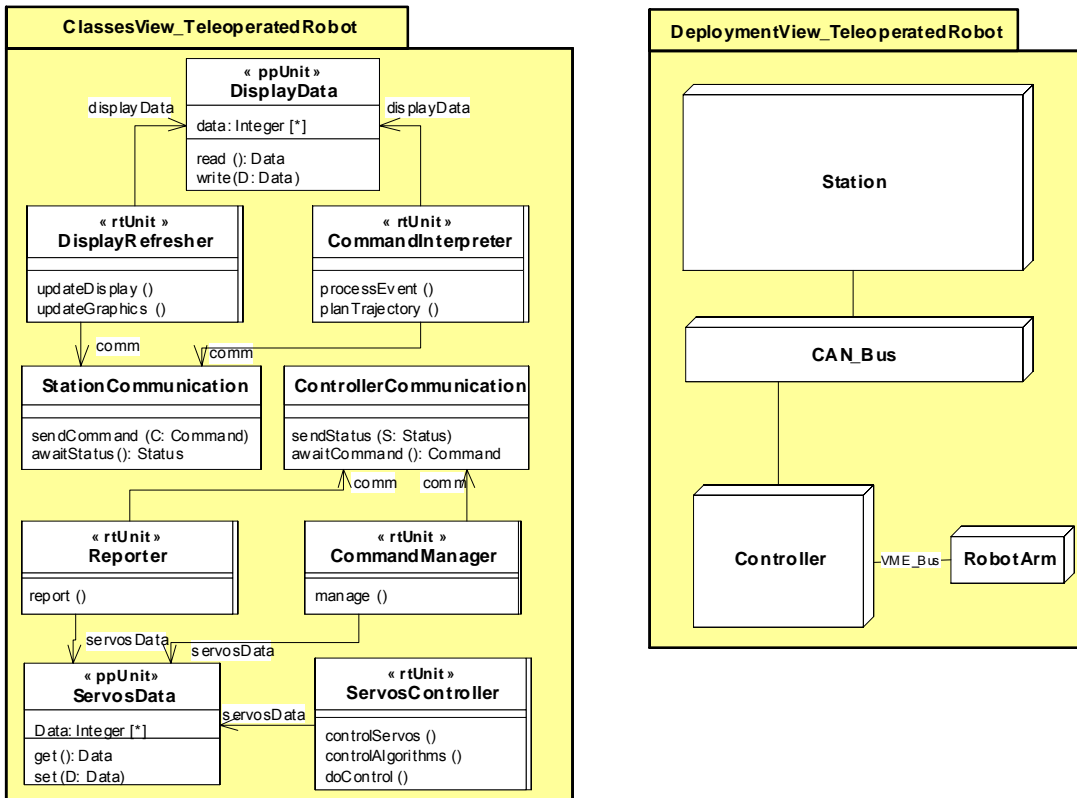 ClassesView_TeleoperatedRobot
« ppUnit »
DisplayData
data: Integer [*]
read (): Data
write(D: Data)
displayData
displayData
« rtUnit »
DisplayRefresher
updateDisplay ()
updateGraphics ()
« rtUnit »
CommandInterpreter
processEvent ()
planTrajectory ()
comm
comm
StationCommunication
sendCommand (C: Command)
awaitStatus(): Status
ControllerCommunication
sendStatus (S: Status)
awaitCommand (): Command
comm
comm
« rtUnit »
Reporter
report ()
« rtUnit »
CommandManager
manage ()
servosData
servosData
« ppUnit»
ServosData
Data: Integer [*]
get(): Data
set(D: Data)
servosData
« rtUnit »
ServosController
controlServos ()
controlAlgorithms ()
doControl ()
DeploymentView_TeleoperatedRobot
Station
CAN_Bus
Controller
VME_Bus
RobotArm